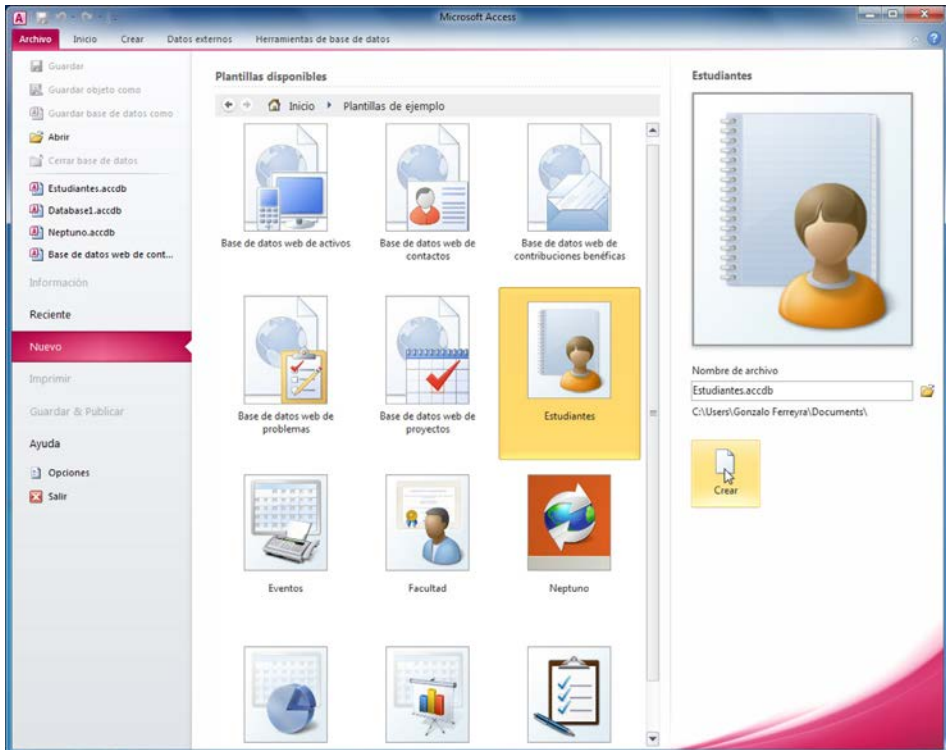 Microsoft Access
Archivo Inicio Crear Datos externos Herramientas de base de datos
Guardar
Guardar objeto como
Guardar base de datos como
Abrir
Cerrar base de datos
Estudiantes.accdb
Database1.accdb
Neptuno.accdb
Base de datos web de cont...
Información
Reciente
Nuevo
Imprimir
Guardar & Publicar
Ayuda
Opciones
Salir
Plantillas disponibles
Inicio Plantillas de ejemplo
Base de datos web de activos
Base de datos web de
contactos
Base de datos web de
contribuciones benéficas
Base de datos web de
problemas
Base de datos web de
proyectos
Estudiantes
Eventos
Facultad
Neptuno
Estudiantes
Nombre de archivo
Estudiantes.accdb
C:\Users\Gonzalo Ferreyra\Documents\
Crear